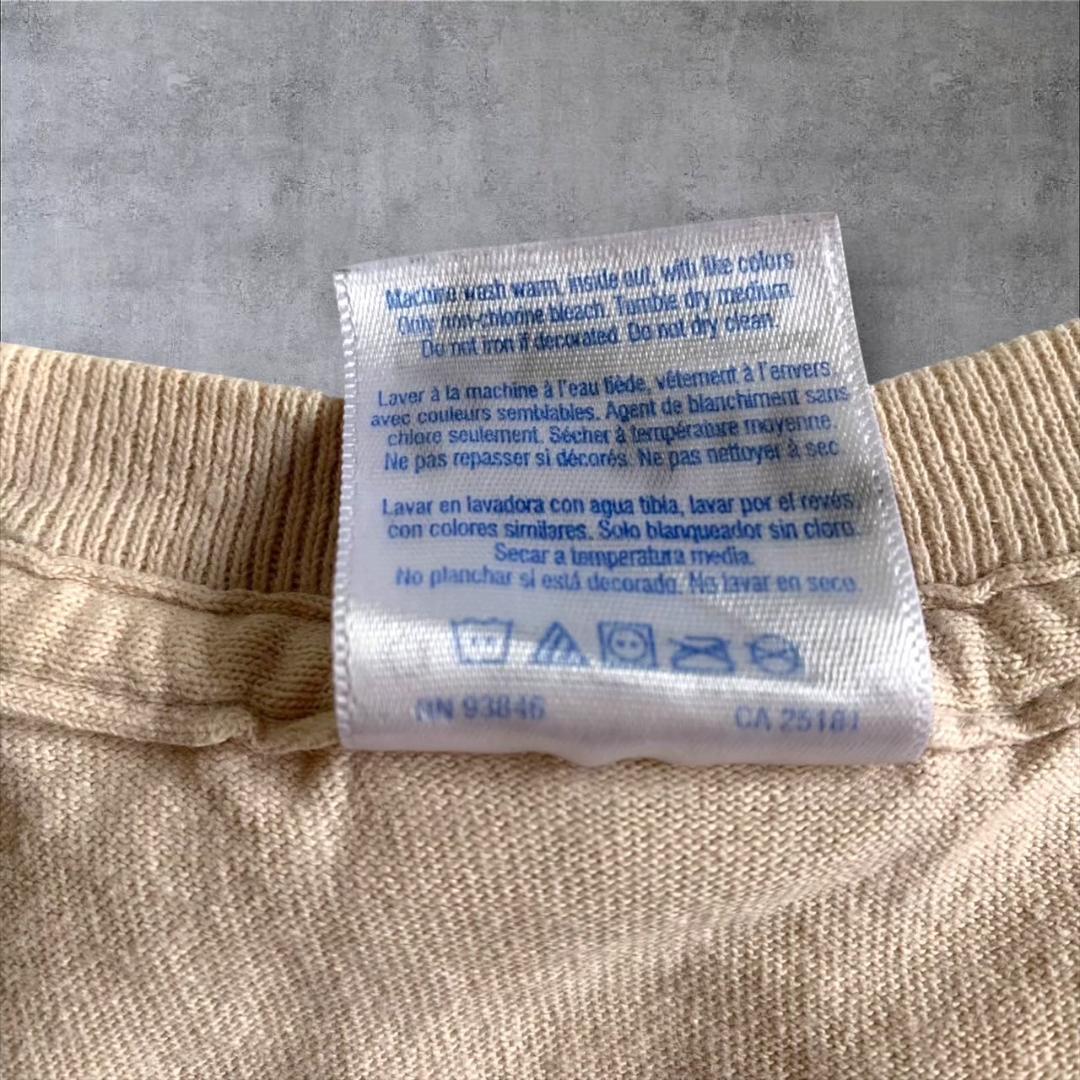 Machine wash warm, inside out, with like colors.
Only non-chlorine bleach. Tumble dry medium.
Do not iron if decorated. Do not dry clean.
Laver à la machine à l'eau tiède, vêtement à l'envers
avec couleurs semblables. Agent de blanchiment sans
chlore seulement. Sécher à température moyenne.
Ne pas repasser si décorés. Ne pas nettoyer à sec
Lavar en lavadora con agua tibia, lavar por el revés,
con colores similares. Solo blanqueador sin cloro.
Secar a temperatura media.
No planchar si está decorado. No lavar en seco.
RN 93846 CA 25181